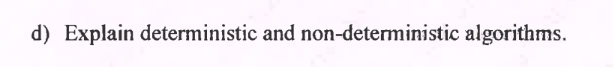 d) Explain deterministic and non-deterministic algorithms.